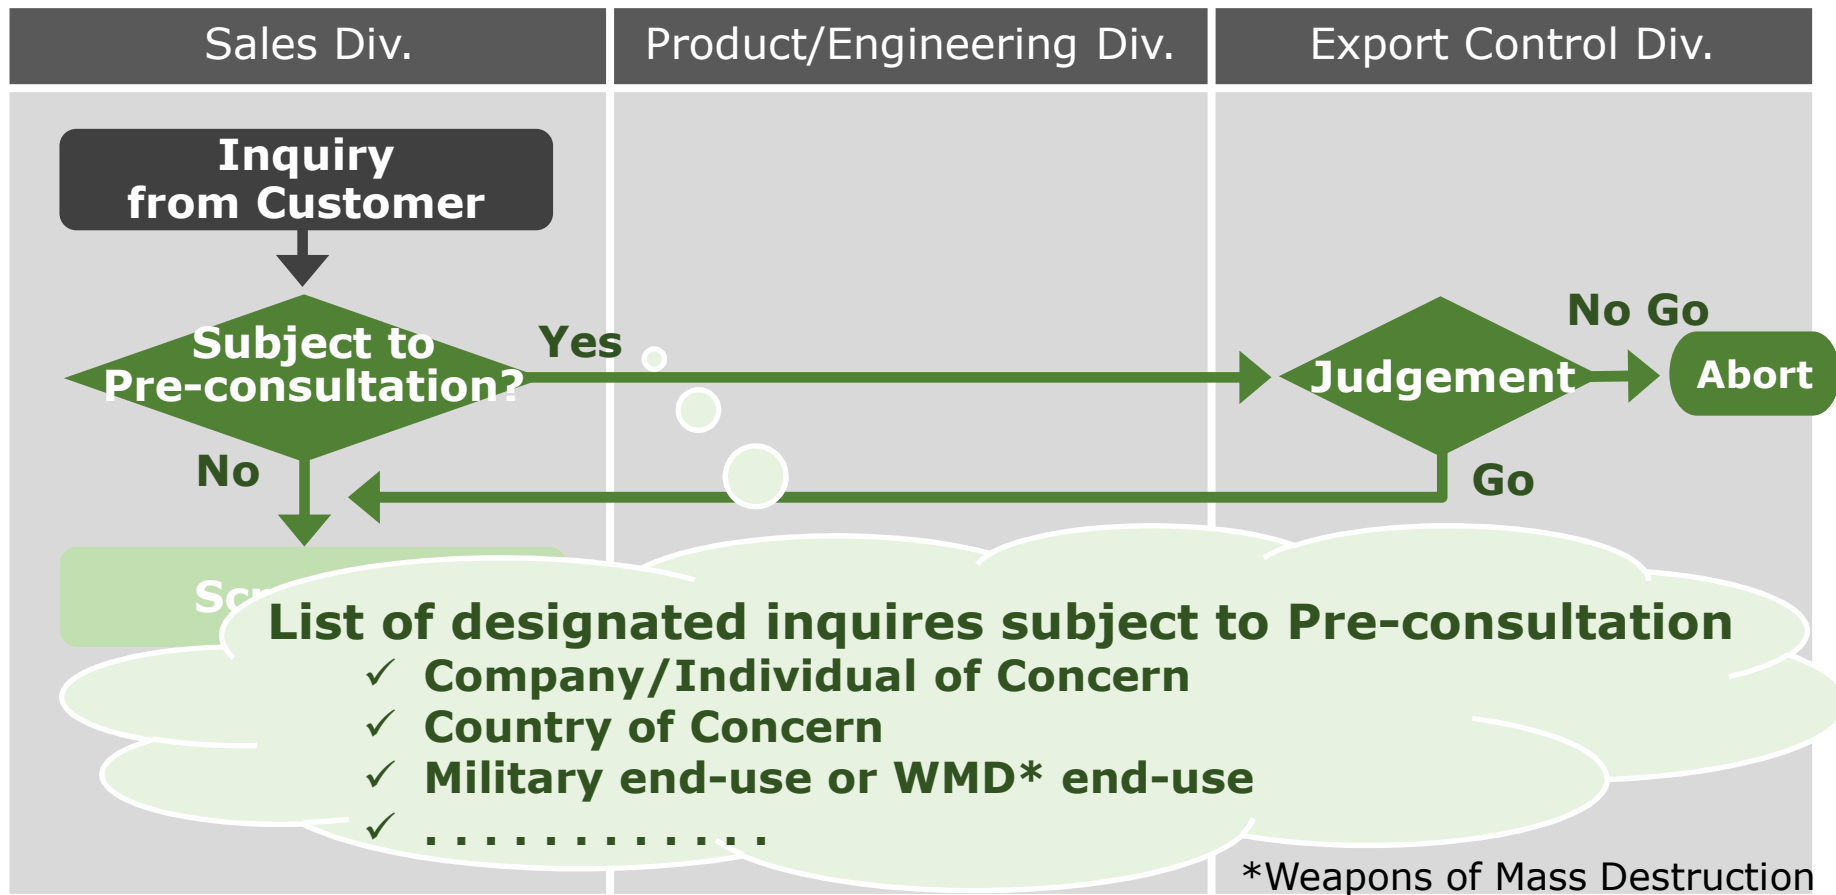 Sales Div.
Product/Engineering Div.
Export Control Div.
Inquiry
from Customer
Subject to
Pre-consultation?
Yes
No
Judgement
No Go
Abort
Go
List of designated inquires subject to Pre-consultation
✓ Company/Individual of Concern
✓ Country of Concern
✓ Military end-use or WMD* end-use
✓ . . . . . . . . . . . .
*Weapons of Mass Destruction